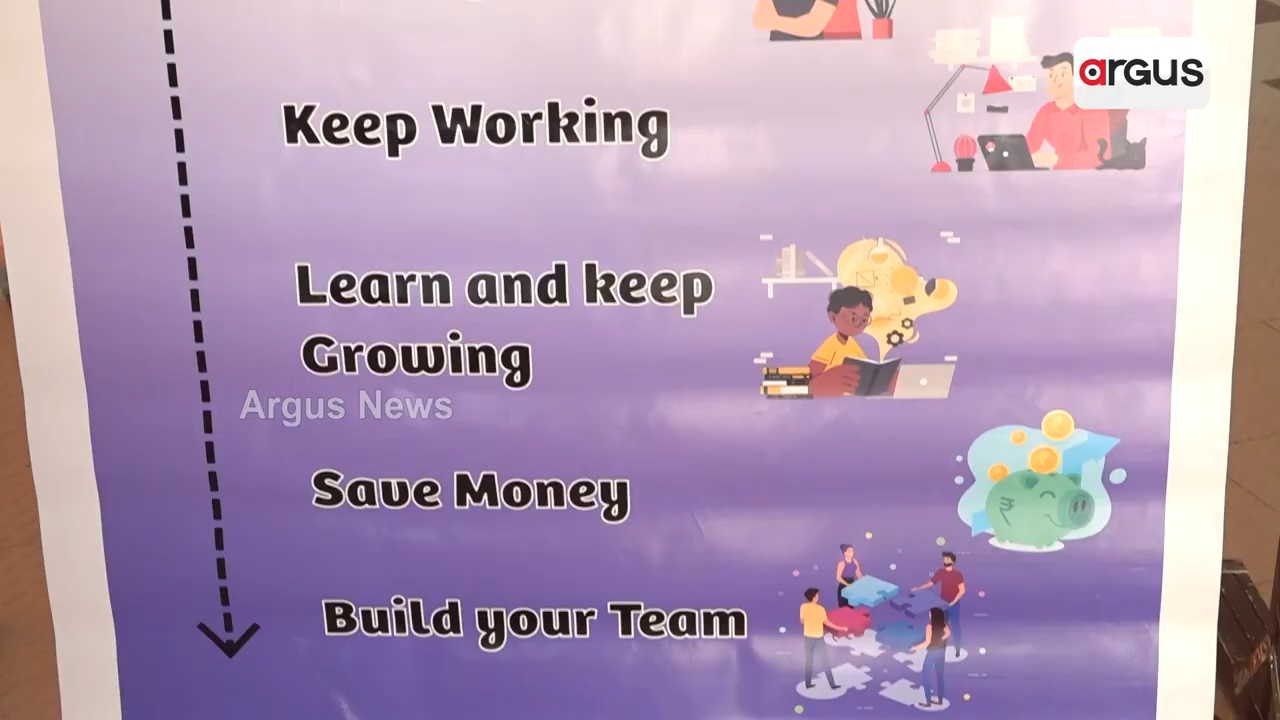 argus
Keep Working
Learn and keep
Growing
Argus News
Save Money
Build your Team